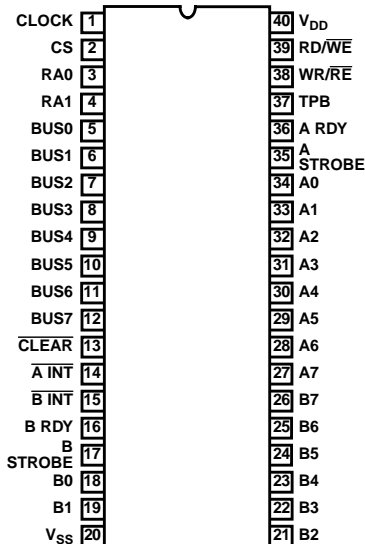 CLOCK 1 40 VDD
CS 2 39 RD/WE
RA0 3 38 WR/RE
RA1 4 37 TPB
BUS0 5 36 A RDY
BUS1 6 35 A STROBE
BUS2 7 34 A0
BUS3 8 33 A1
BUS4 9 32 A2
BUS5 10 31 A3
BUS6 11 30 A4
BUS7 12 29 A5
CLEAR 13 28 A6
A INT 14 27 A7
B INT 15 26 B7
B RDY 16 25 B6
B STROBE 17 24 B5
B0 18 23 B4
B1 19 22 B3
VSS 20 21 B2